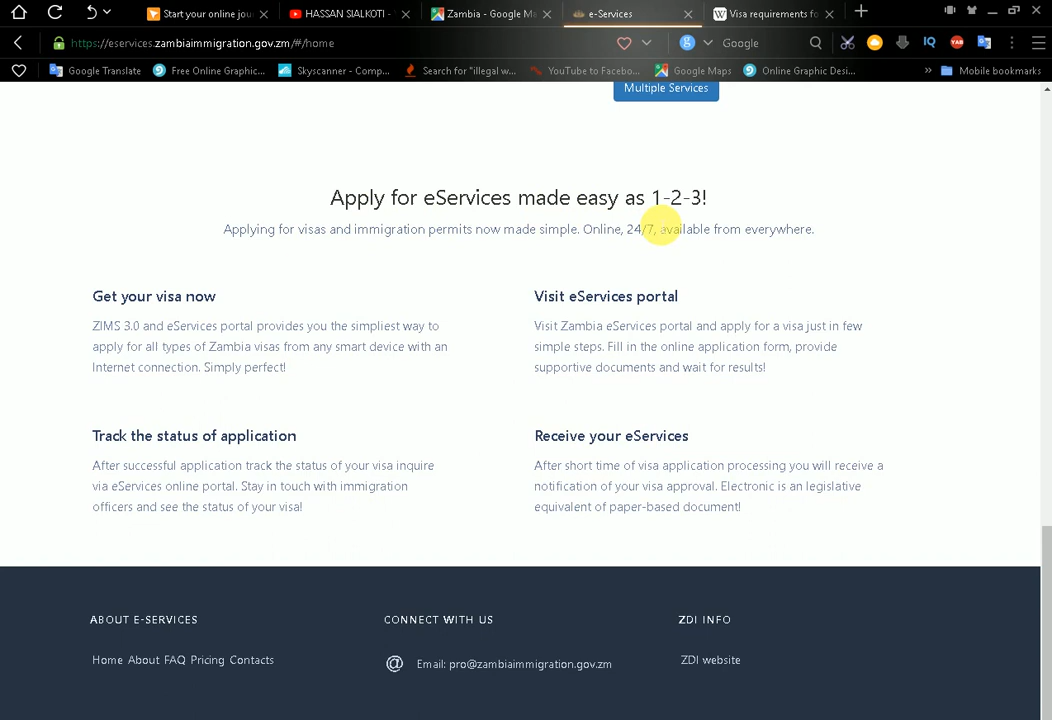 Start your online jou
HASSAN SIALKOTI -
Zambia - Google Ma
e-Services
Visa requirements fo
https://eservices.zambiaimmigration.gov.zm/#/home
Google
IQ
YAB
Google Translate
Free Online Graphic...
Skyscanner - Comp...
Search for "illegal w...
YouTube to Facebo...
Google Maps
Online Graphic Desi...
» Mobile bookmarks
Multiple Services
Apply for eServices made easy as 1-2-3!
Applying for visas and immigration permits now made simple. Online, 24/7, available from everywhere.
Get your visa now
ZIMS 3.0 and eServices portal provides you the simpliest way to
apply for all types of Zambia visas from any smart device with an
Internet connection. Simply perfect!
Visit eServices portal
Visit Zambia eServices portal and apply for a visa just in few
simple steps. Fill in the online application form, provide
supportive documents and wait for results!
Track the status of application
After successful application track the status of your visa inquire
via eServices online portal. Stay in touch with immigration
officers and see the status of your visa!
Receive your eServices
After short time of visa application processing you will receive a
notification of your visa approval. Electronic is an legislative
equivalent of paper-based document!
ABOUT E-SERVICES
Home About FAQ Pricing Contacts
CONNECT WITH US
@ Email: pro@zambiaimmigration.gov.zm
ZDI INFO
ZDI website